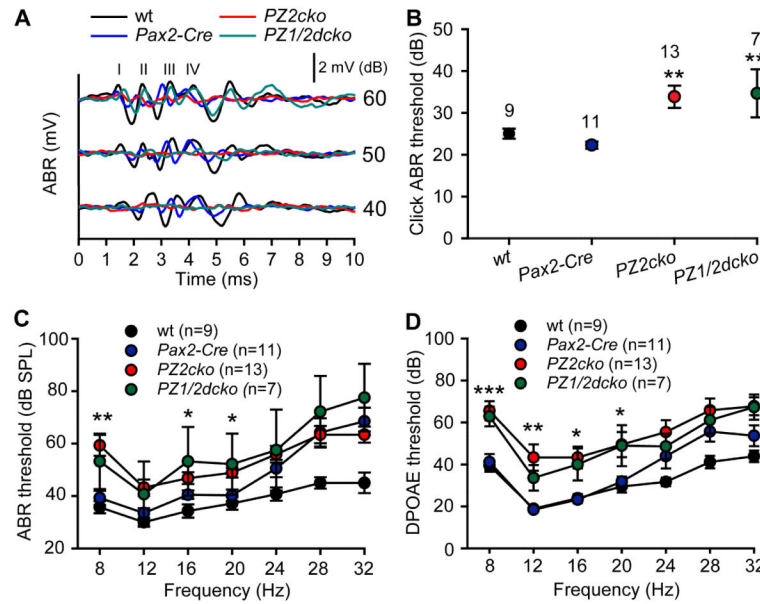 A
wt
PZ2cko
Pax2-Cre
PZ1/2dcko
I II III IV
2 mV (dB)
60
50
40
ABR (mV)
0 1 2 3 4 5 6 7 8 9 10
Time (ms)
B
Click ABR threshold (dB)
50
40
30
20
10
0
9
11
13
**
7
**
wt
Pax2-Cre
PZ2cko
PZ1/2dcko
C
wt (n=9)
Pax2-Cre (n=11)
PZ2cko (n=13)
PZ1/2dcko (n=7)
ABR threshold (dB SPL)
100
80
60
40
20
**
*
*
8 12 16 20 24 28 32
Frequency (Hz)
D
wt (n=9)
Pax2-Cre (n=11)
PZ2cko (n=13)
PZ1/2dcko (n=7)
DPOAE threshold (dB)
100
80
60
40
20
0
***
**
*
*
8 12 16 20 24 28 32
Frequency (Hz)